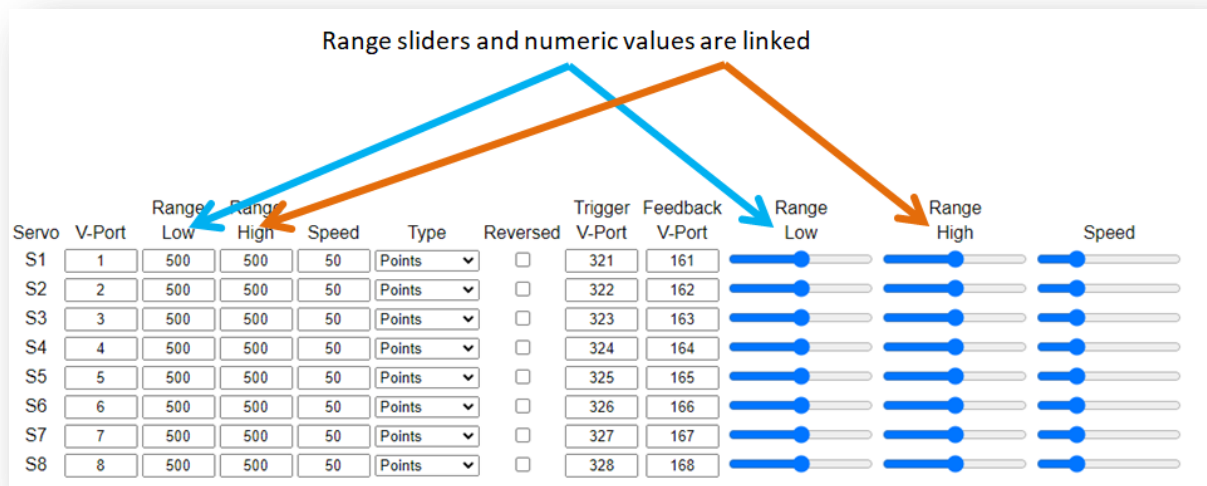 Range sliders and numeric values are linked
Range Range Trigger Feedback Range Range
Servo V-Port Low High Speed Type Reversed V-Port V-Port Low High Speed
S1 1 500 500 50 Points 321 161
S2 2 500 500 50 Points 322 162
S3 3 500 500 50 Points 323 163
S4 4 500 500 50 Points 324 164
S5 5 500 500 50 Points 325 165
S6 6 500 500 50 Points 326 166
S7 7 500 500 50 Points 327 167
S8 8 500 500 50 Points 328 168